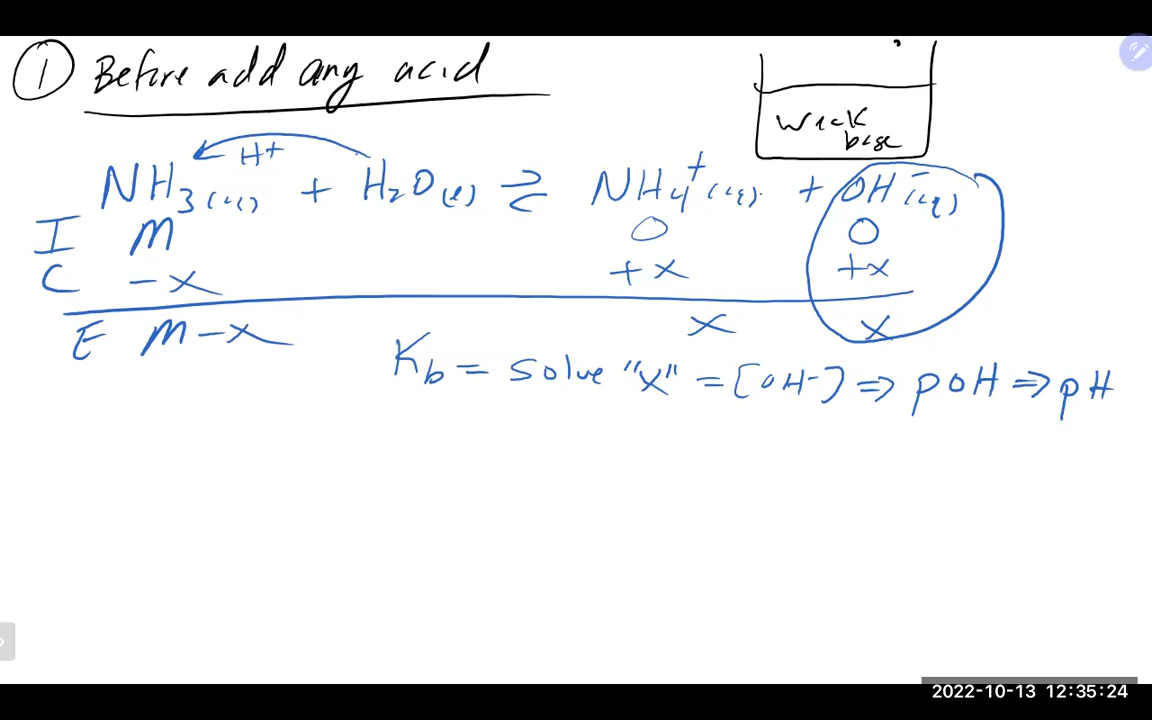 ① Before add any acid
weak
base
H+
NH3(aq) + H2O(l) ⇌ NH4+(aq) + OH-(aq)
I M 0 0
C -x +x +x
E M-x x x
Kb = solve "x" = [OH-] ⇒ pOH ⇒ pH
2022-10-13 12:35:24